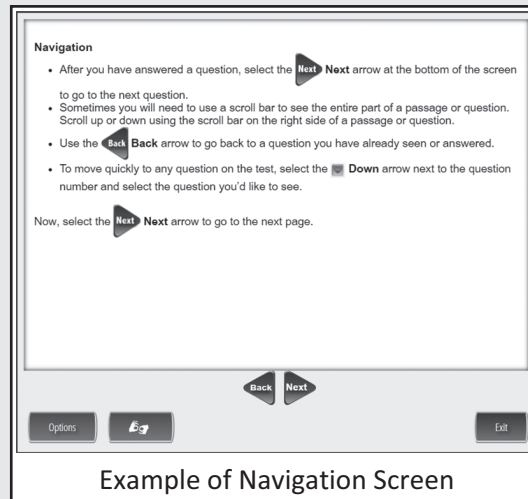 Navigation
• After you have answered a question, select the Next Next arrow at the bottom of the screen
to go to the next question.
• Sometimes you will need to use a scroll bar to see the entire part of a passage or question.
Scroll up or down using the scroll bar on the right side of a passage or question.
• Use the Back Back arrow to go back to a question you have already seen or answered.
• To move quickly to any question on the test, select the Down arrow next to the question
number and select the question you'd like to see.
Now, select the Next Next arrow to go to the next page.
Back Next
Options
Exit
Example of Navigation Screen